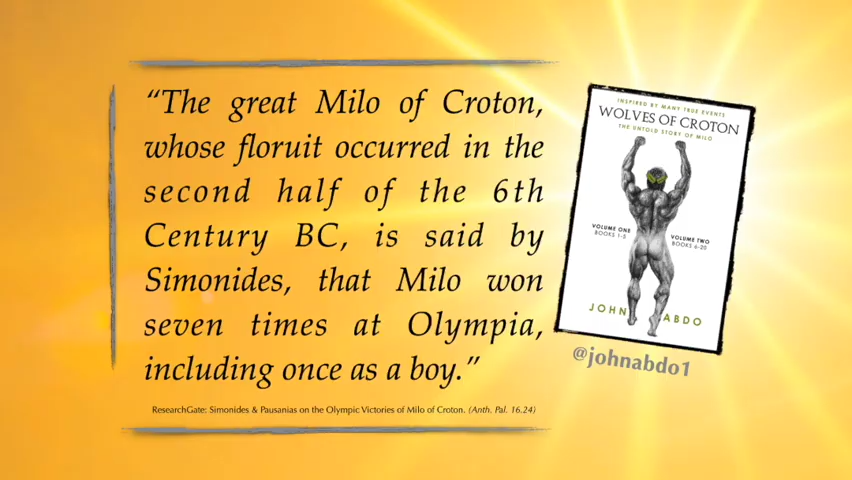 “The great Milo of Croton,
whose floruit occurred in the
second half of the 6th
Century BC, is said by
Simonides, that Milo won
seven times at Olympia,
including once as a boy.”
ResearchGate: Simonides & Pausanias on the Olympic Victories of Milo of Croton. (Anth. Pal. 16.24)
INSPIRED BY MANY TRUE EVENTS
WOLVES OF CROTON
THE UNTOLD STORY OF MILO
VOLUME ONE
BOOKS 1-5
VOLUME TWO
BOOKS 6-20
JOHN ABDO
@johnabdo1